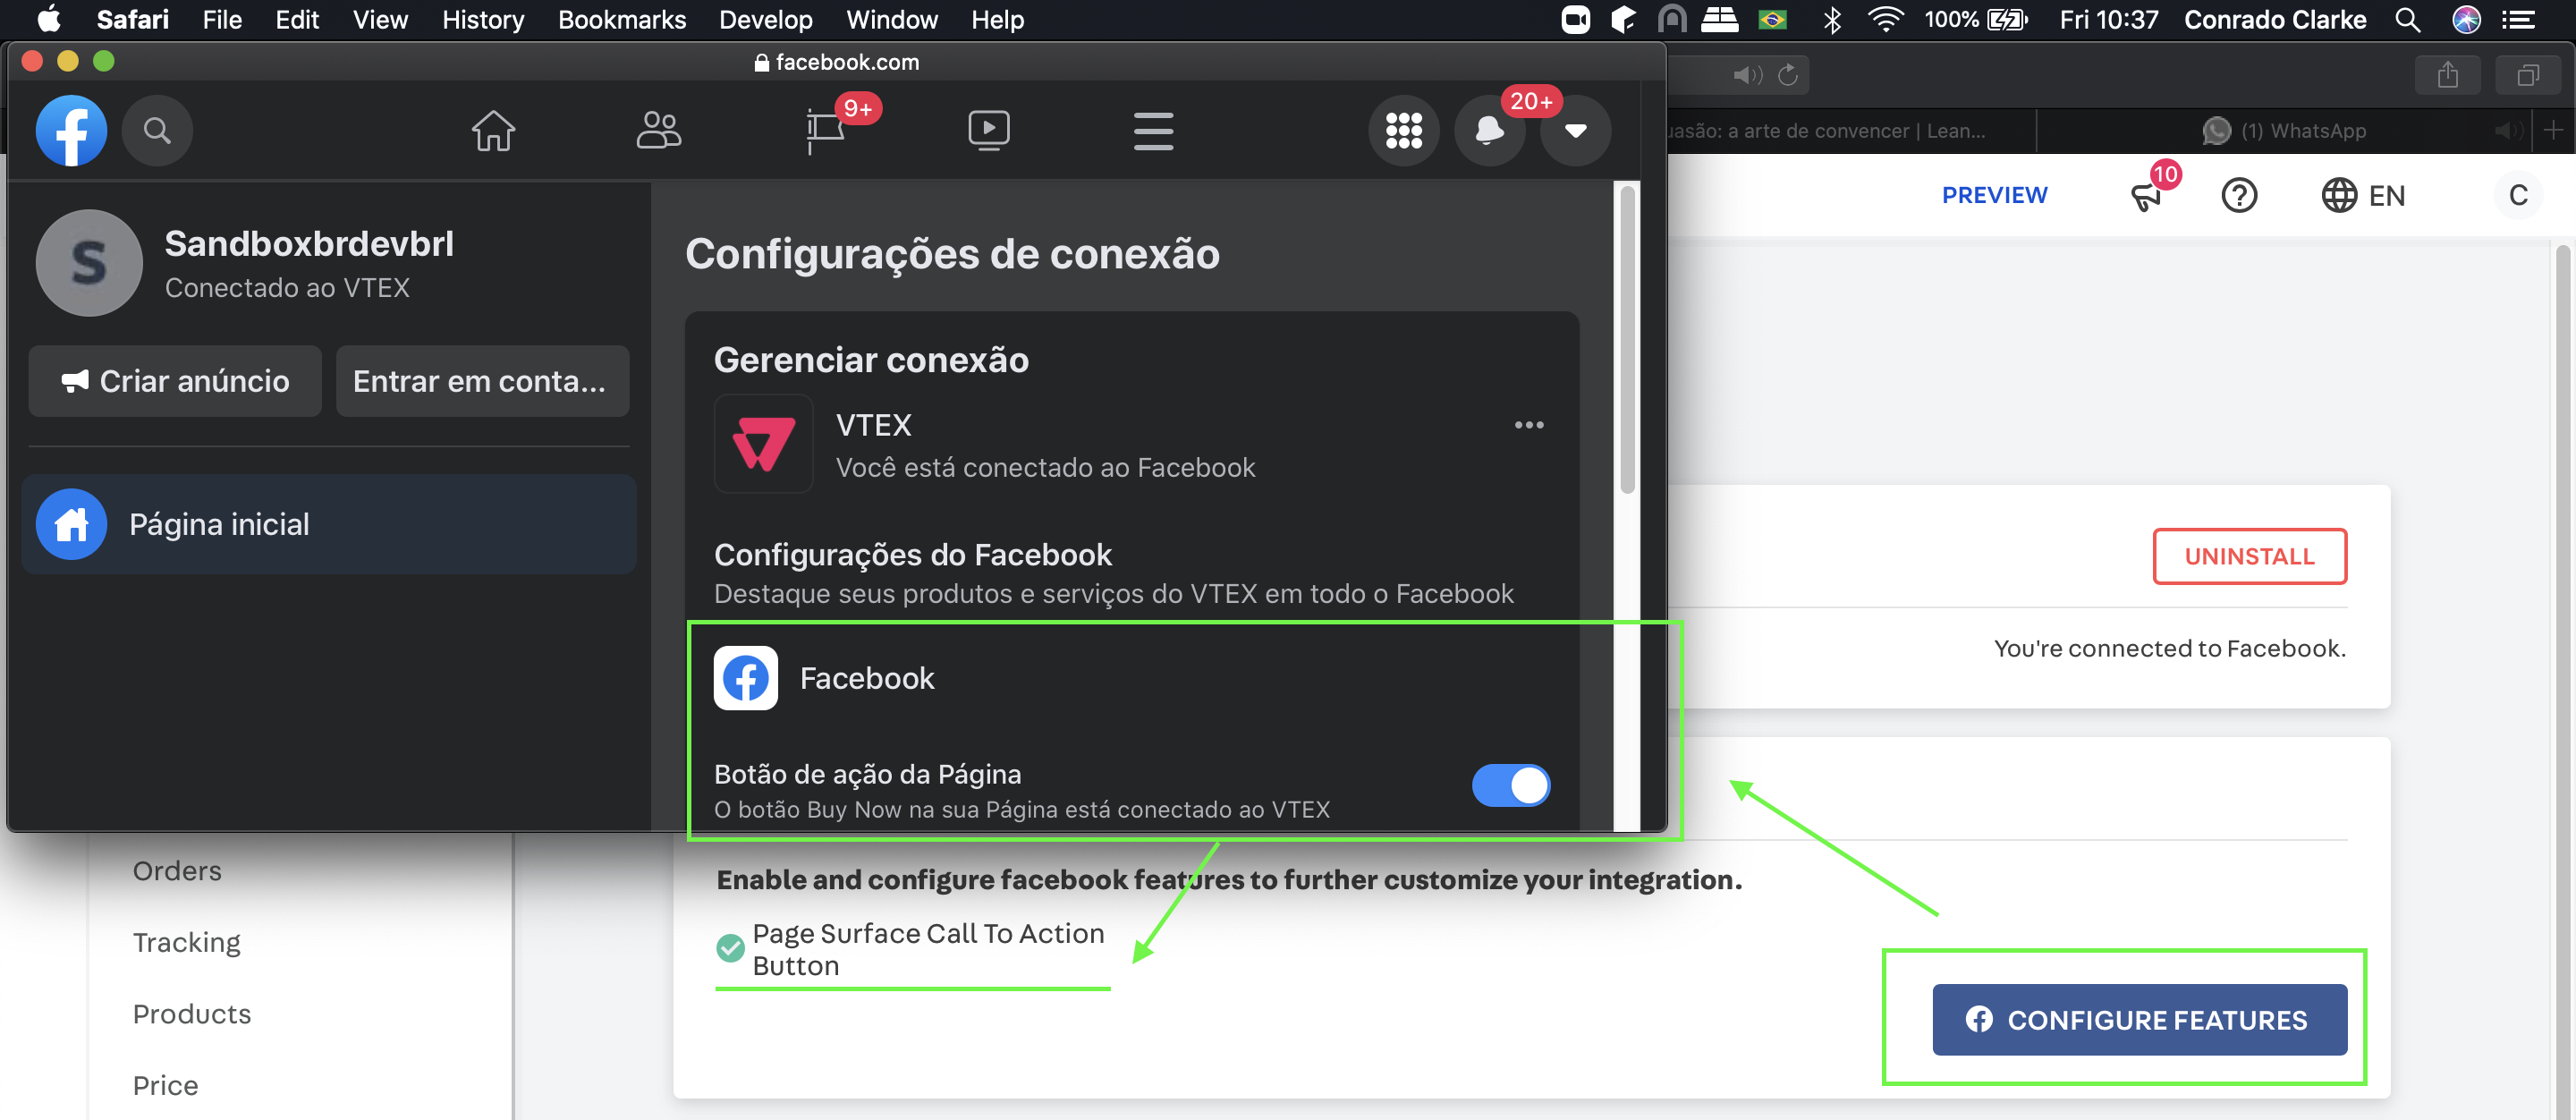 Safari File Edit View History Bookmarks Develop Window Help
100% Fri 10:37 Conrado Clarke
facebook.com
9+
20+
a arte de convencer | Lean...
(1) WhatsApp
PREVIEW
10
EN
C
S
Sandboxbrdevbrl
Conectado ao VTEX
Criar anúncio
Entrar em conta...
Página inicial
Configurações de conexão
Gerenciar conexão
VTEX
Você está conectado ao Facebook
Configurações do Facebook
Destaque seus produtos e serviços do VTEX em todo o Facebook
Facebook
Botão de ação da Página
O botão Buy Now na sua Página está conectado ao VTEX
UNINSTALL
You're connected to Facebook.
Orders
Tracking
Products
Price
Enable and configure facebook features to further customize your integration.
Page Surface Call To Action
Button
CONFIGURE FEATURES